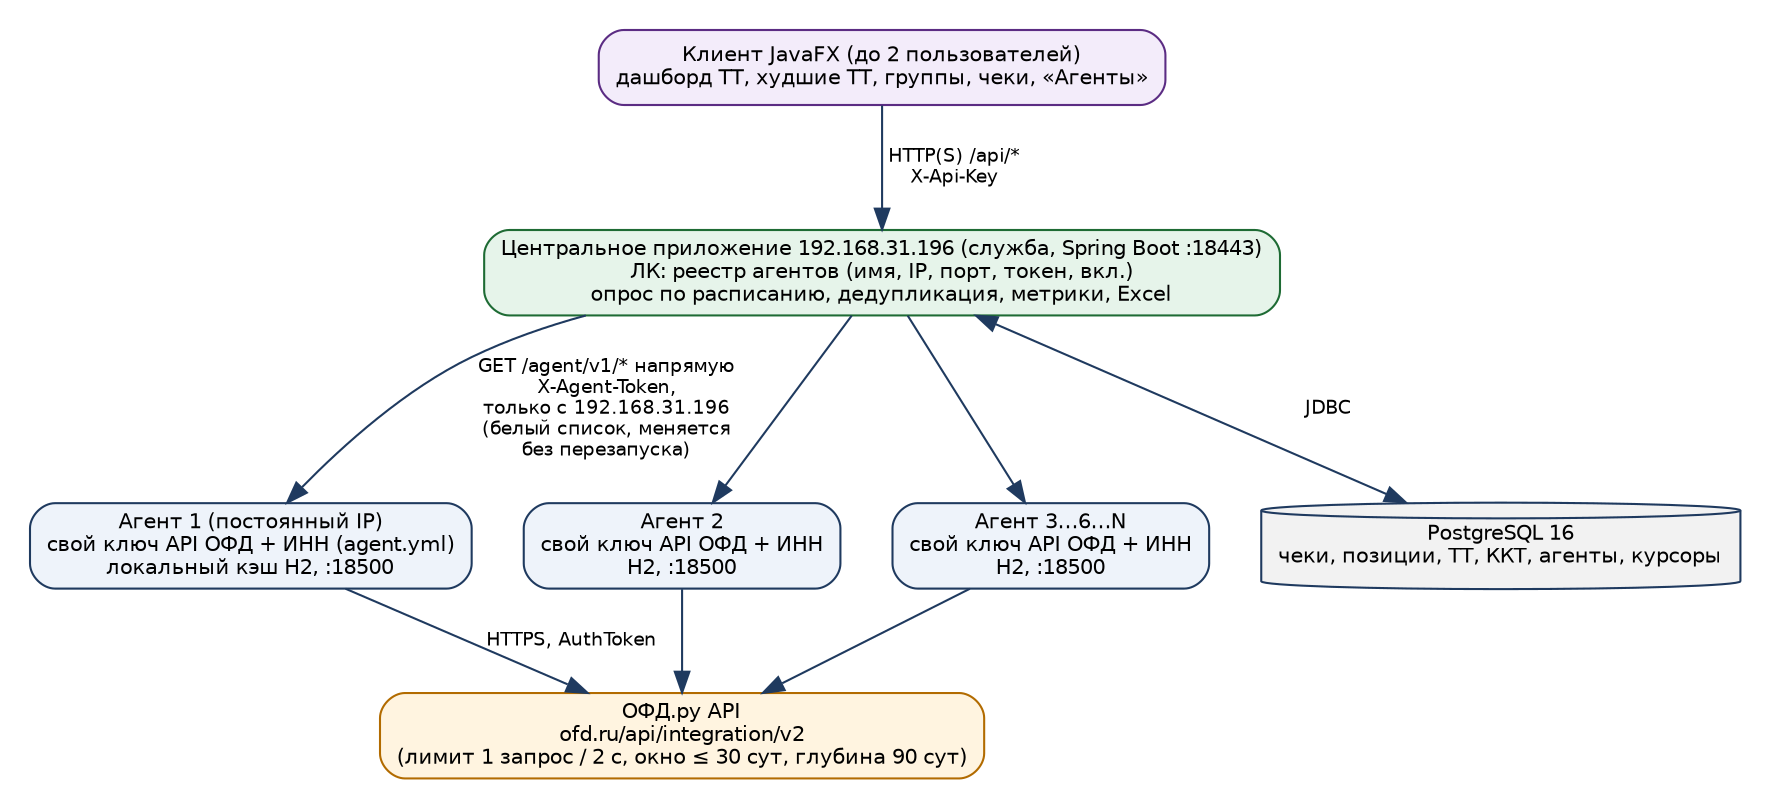 Клиент JavaFX (до 2 пользователей)
дашборд ТТ, худшие ТТ, группы, чеки, «Агенты»
HTTP(S) /api/*
X-Api-Key
Центральное приложение 192.168.31.196 (служба, Spring Boot :18443)
ЛК: реестр агентов (имя, IP, порт, токен, вкл.)
опрос по расписанию, дедупликация, метрики, Excel
GET /agent/v1/* напрямую
X-Agent-Token,
только с 192.168.31.196
(белый список, меняется
без перезапуска)
JDBC
Агент 1 (постоянный IP)
свой ключ API ОФД + ИНН (agent.yml)
локальный кэш H2, :18500
Агент 2
свой ключ API ОФД + ИНН
H2, :18500
Агент 3…6…N
свой ключ API ОФД + ИНН
H2, :18500
PostgreSQL 16
чеки, позиции, ТТ, ККТ, агенты, курсоры
HTTPS, AuthToken
ОФД.ру API
ofd.ru/api/integration/v2
(лимит 1 запрос / 2 с, окно ≤ 30 сут, глубина 90 сут)